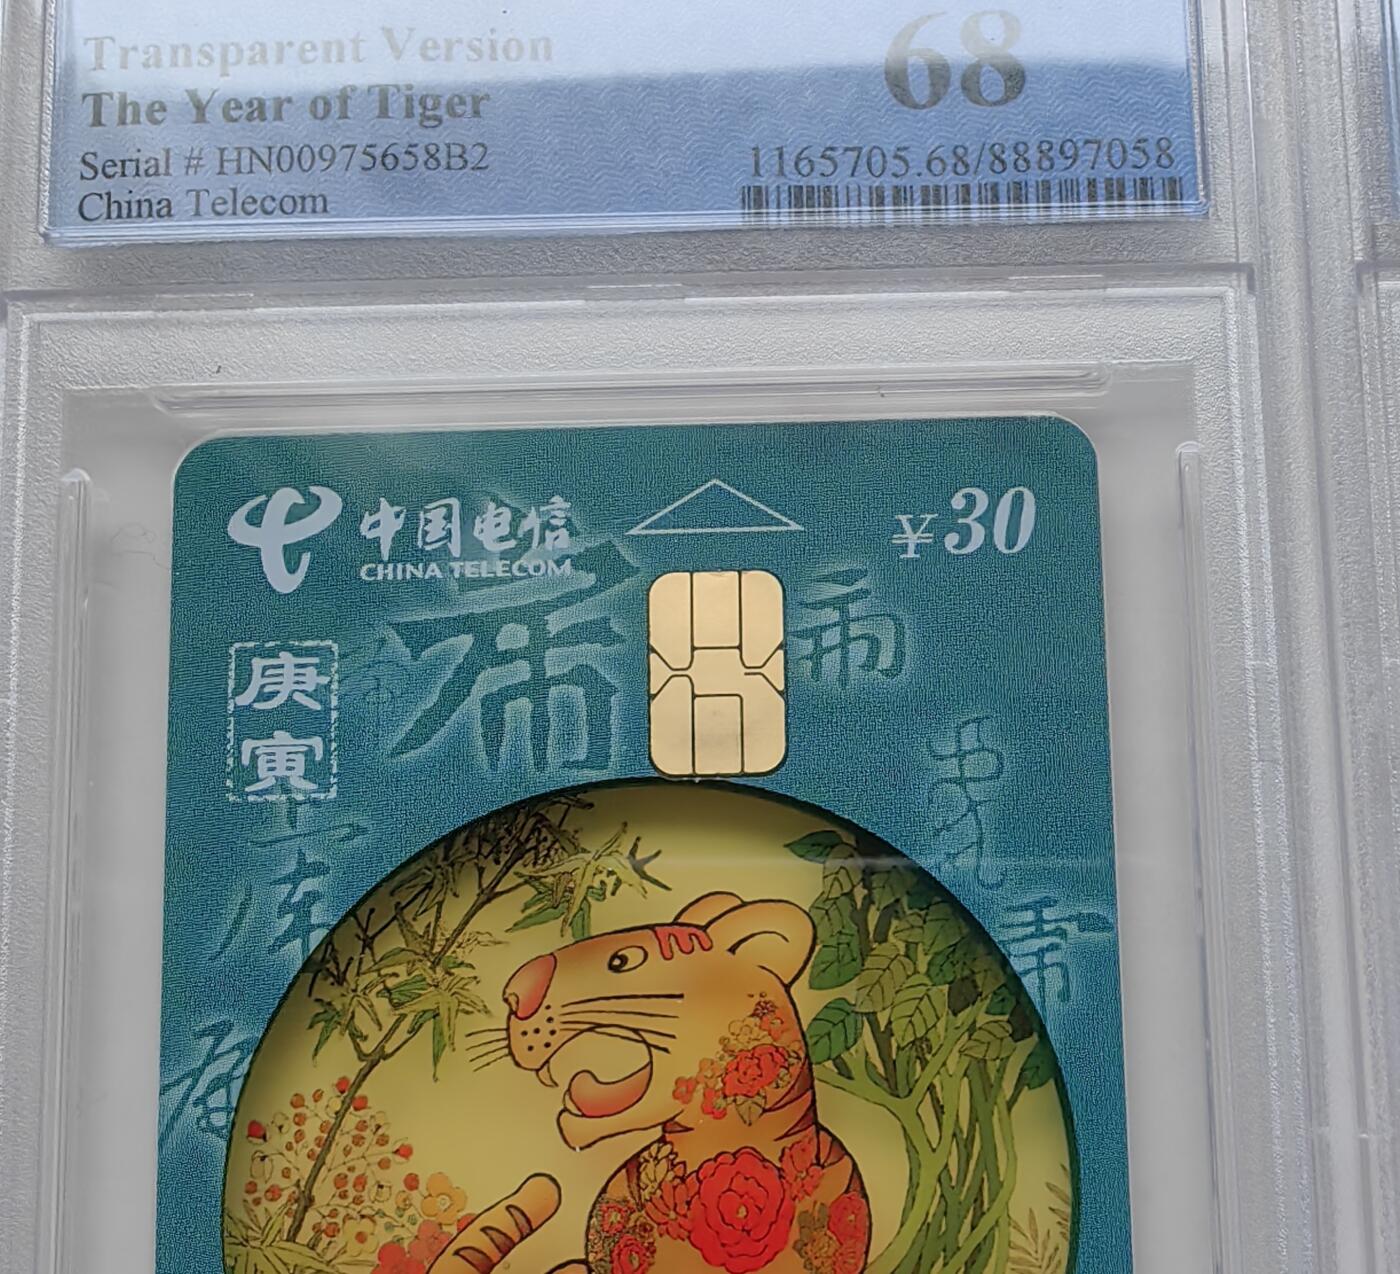 Transparent Version
68
The Year of Tiger
Serial # HN00975658B2
1165705.68/88897058
China Telecom
中国电信
CHINA TELECOM
¥30
庚寅